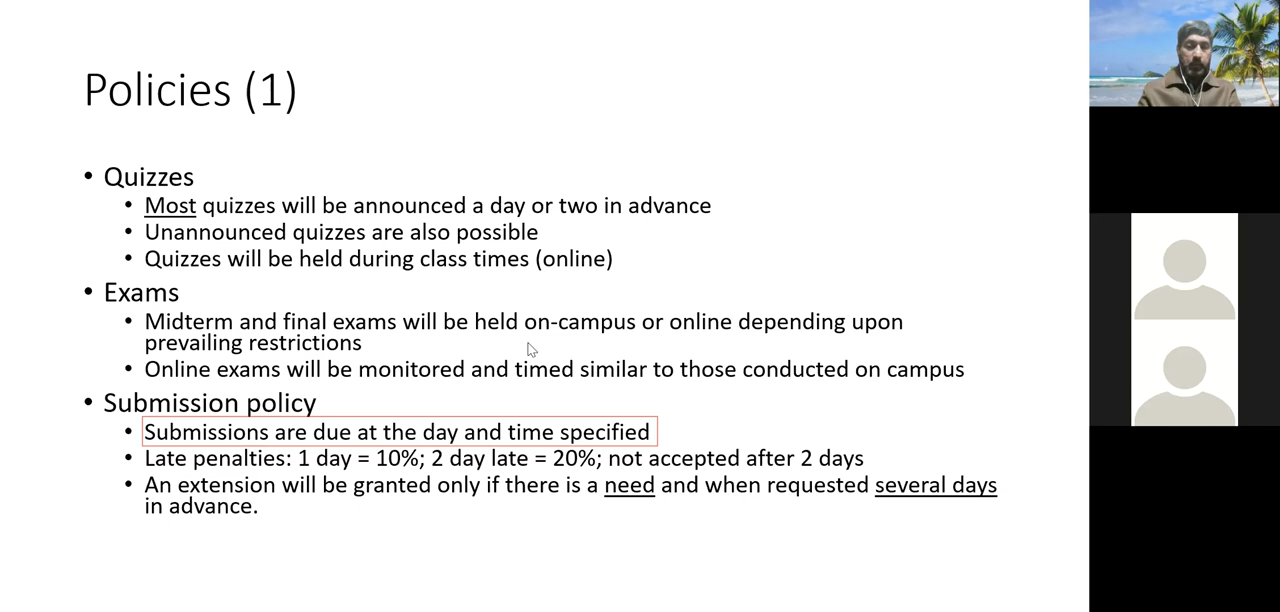 Policies (1)
• Quizzes
• Most quizzes will be announced a day or two in advance
• Unannounced quizzes are also possible
• Quizzes will be held during class times (online)
• Exams
• Midterm and final exams will be held on-campus or online depending upon
prevailing restrictions
• Online exams will be monitored and timed similar to those conducted on campus
• Submission policy
• Submissions are due at the day and time specified
• Late penalties: 1 day = 10%; 2 day late = 20%; not accepted after 2 days
• An extension will be granted only if there is a need and when requested several days
in advance.